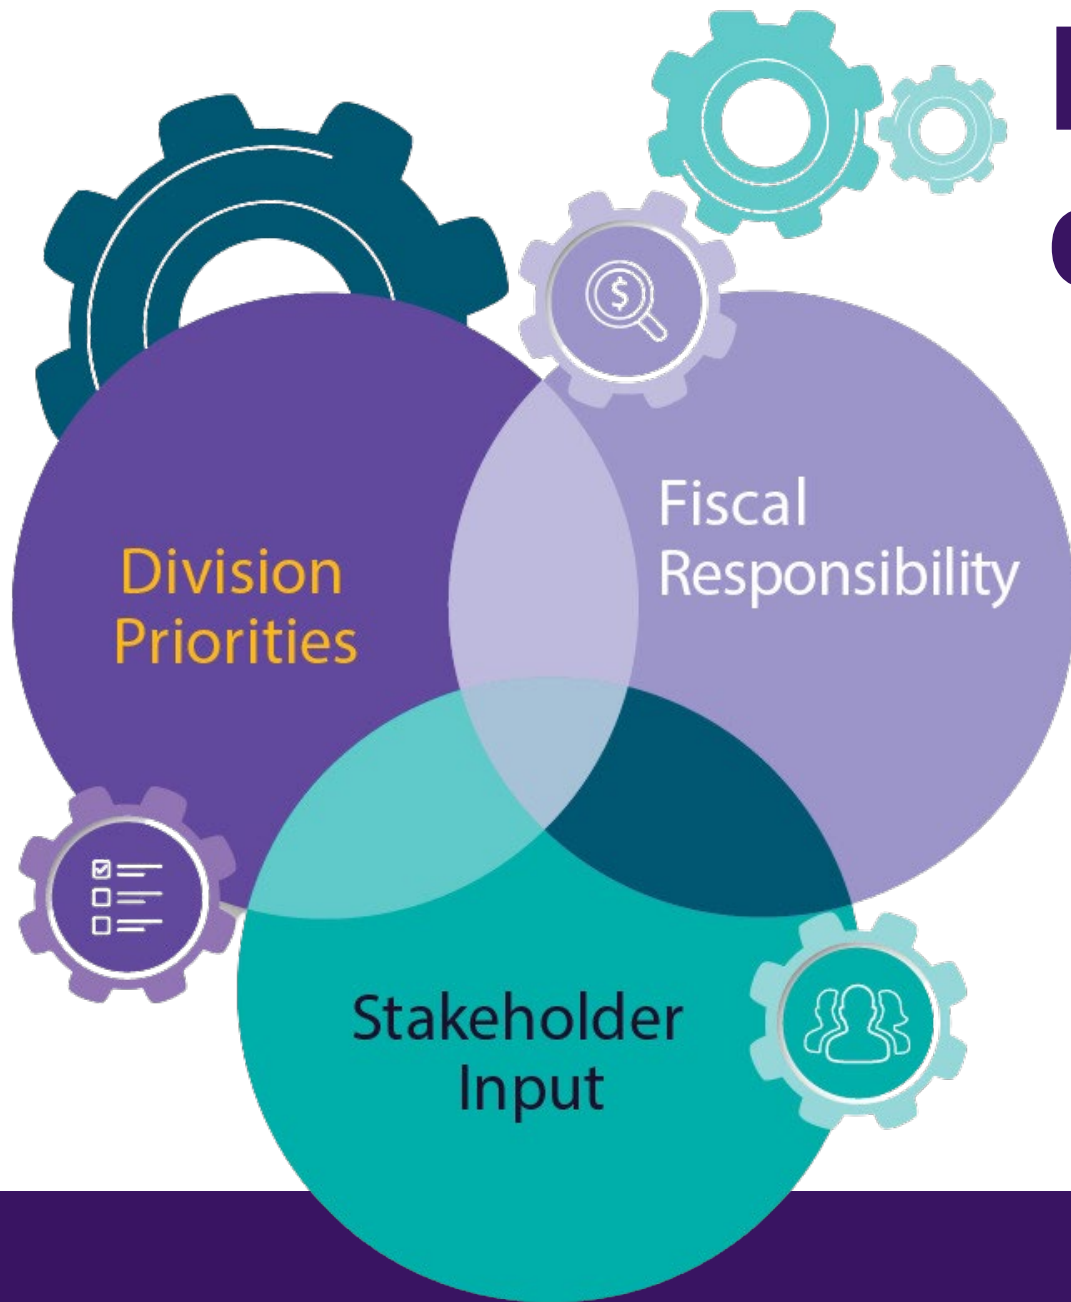 Fiscal
Responsibility
Division
Priorities
Stakeholder
Input
$